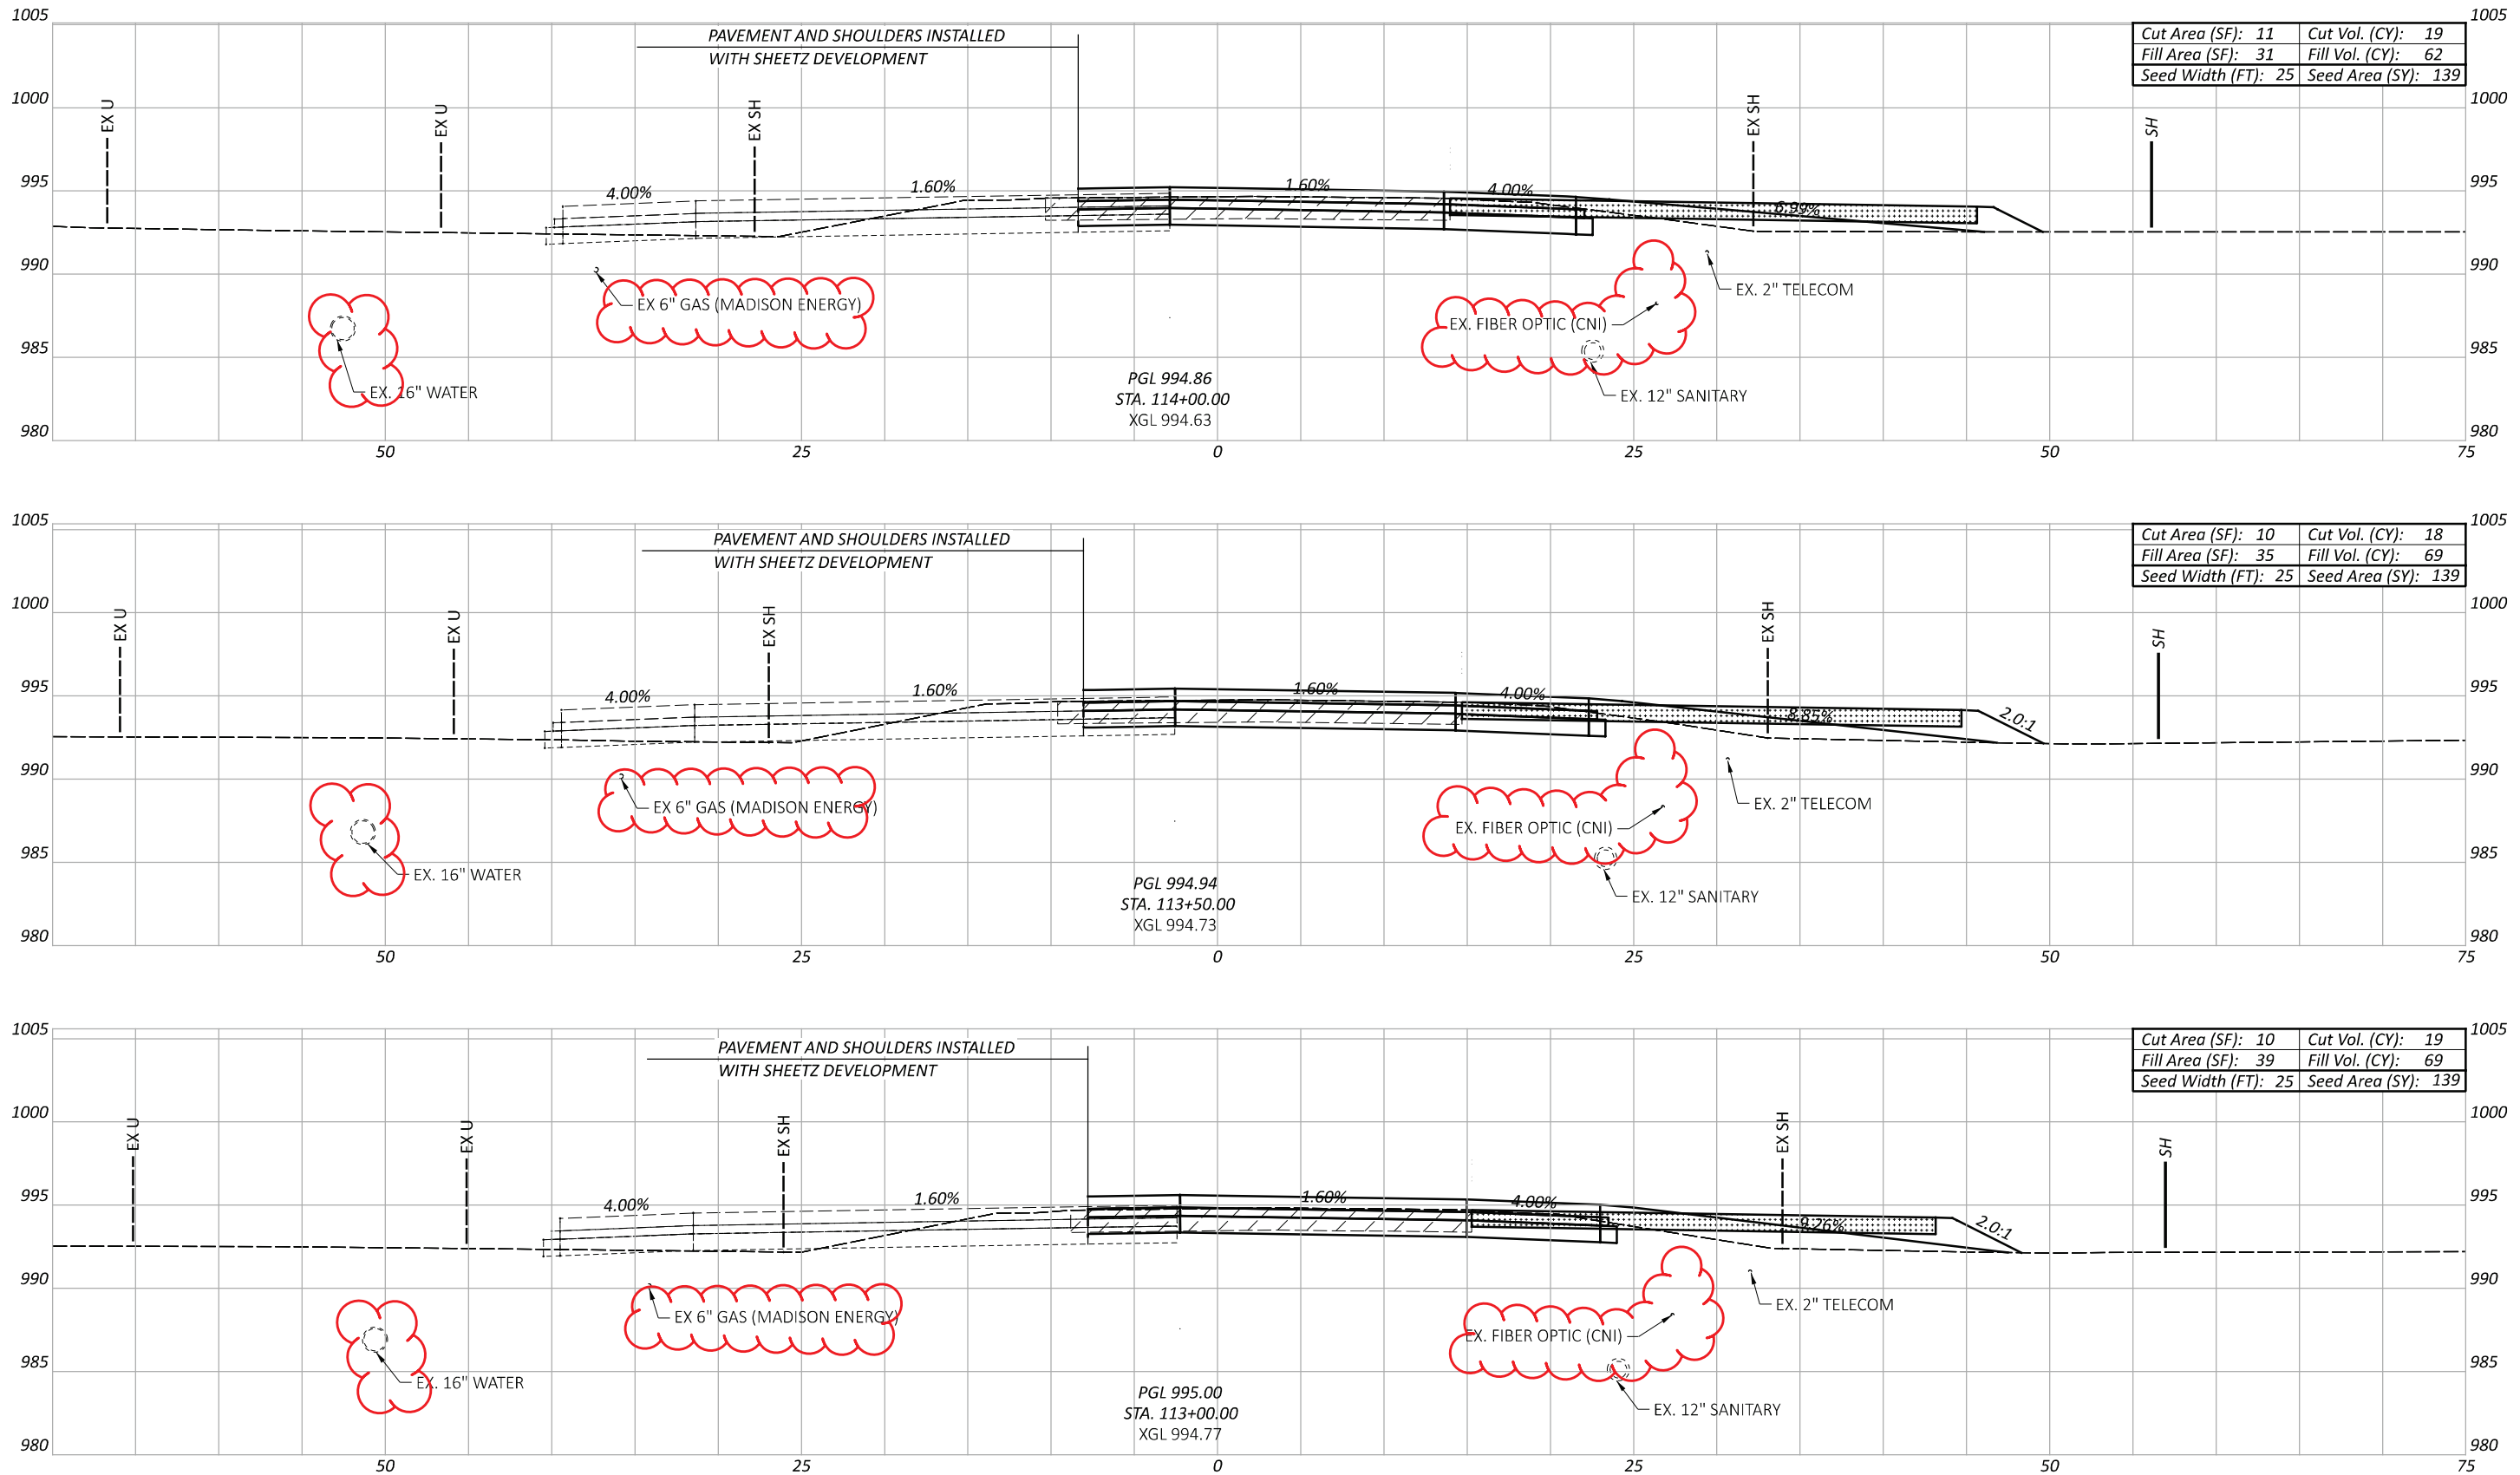 1005
PAVEMENT AND SHOULDERS INSTALLED
WITH SHEETZ DEVELOPMENT
1005
Cut Area (SF): 11 Cut Vol. (CY): 19
Fill Area (SF): 31 Fill Vol. (CY): 62
Seed Width (FT): 25 Seed Area (SY): 139
1000
EX U
EX U
EX SH
EX SH
SH
1000
995
4.00%
1.60%
1.60%
4.00%
6.99%
995
990
EX 6" GAS (MADISON ENERGY)
EX. 2" TELECOM
990
985
EX. FIBER OPTIC (CNI)
985
EX. 16" WATER
PGL 994.86
STA. 114+00.00
XGL 994.63
EX. 12" SANITARY
980
980
50 25 0 25 50 75
1005
PAVEMENT AND SHOULDERS INSTALLED
WITH SHEETZ DEVELOPMENT
1005
Cut Area (SF): 10 Cut Vol. (CY): 18
Fill Area (SF): 35 Fill Vol. (CY): 69
Seed Width (FT): 25 Seed Area (SY): 139
1000
EX U
EX U
EX SH
EX SH
SH
1000
995
4.00%
1.60%
1.60%
4.00%
8.85%
2.0:1
995
990
EX 6" GAS (MADISON ENERGY)
EX. 2" TELECOM
990
985
EX. FIBER OPTIC (CNI)
985
EX. 16" WATER
PGL 994.94
STA. 113+50.00
XGL 994.73
EX. 12" SANITARY
980
980
50 25 0 25 50 75
1005
PAVEMENT AND SHOULDERS INSTALLED
WITH SHEETZ DEVELOPMENT
1005
Cut Area (SF): 10 Cut Vol. (CY): 19
Fill Area (SF): 39 Fill Vol. (CY): 69
Seed Width (FT): 25 Seed Area (SY): 139
1000
EX U
EX U
EX SH
EX SH
SH
1000
995
4.00%
1.60%
1.60%
4.00%
9.26%
2.0:1
995
990
EX 6" GAS (MADISON ENERGY)
EX. 2" TELECOM
990
985
EX. FIBER OPTIC (CNI)
985
EX. 16" WATER
PGL 995.00
STA. 113+00.00
XGL 994.77
EX. 12" SANITARY
980
980
50 25 0 25 50 75